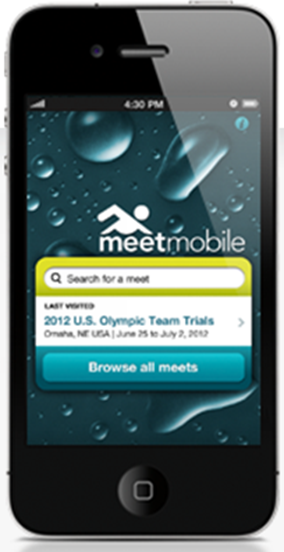 4:30 PM
meetmobile
Search for a meet
LAST VISITED
2012 U.S. Olympic Team Trials
Omaha, NE USA | June 25 to July 2, 2012
Browse all meets